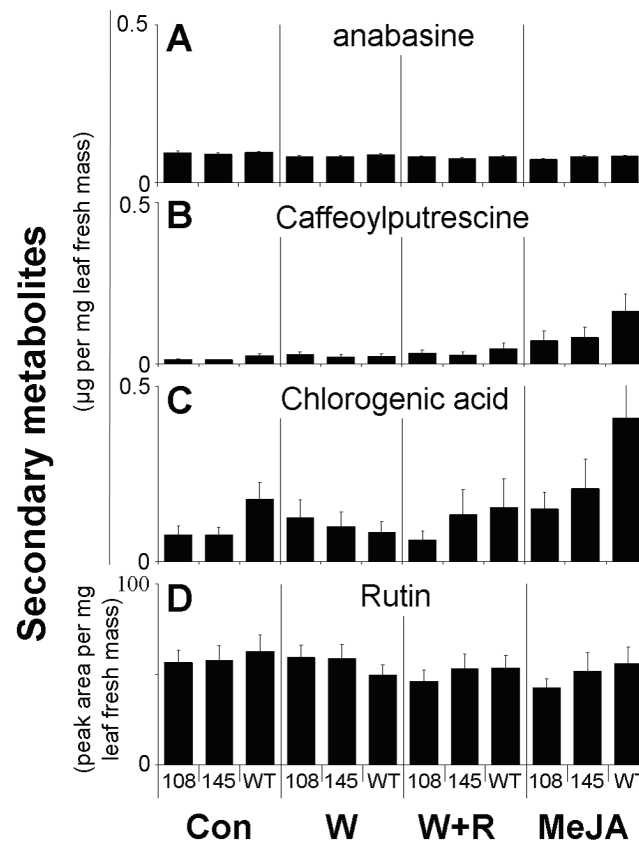 Secondary metabolites
(µg per mg leaf fresh mass)
0.5
A
anabasine
0
0.5
B
Caffeoylputrescine
0
0.5
C
Chlorogenic acid
0
(peak area per mg
leaf fresh mass)
100
D
Rutin
0
108 145 WT 108 145 WT 108 145 WT 108 145 WT
Con W W+R MeJA